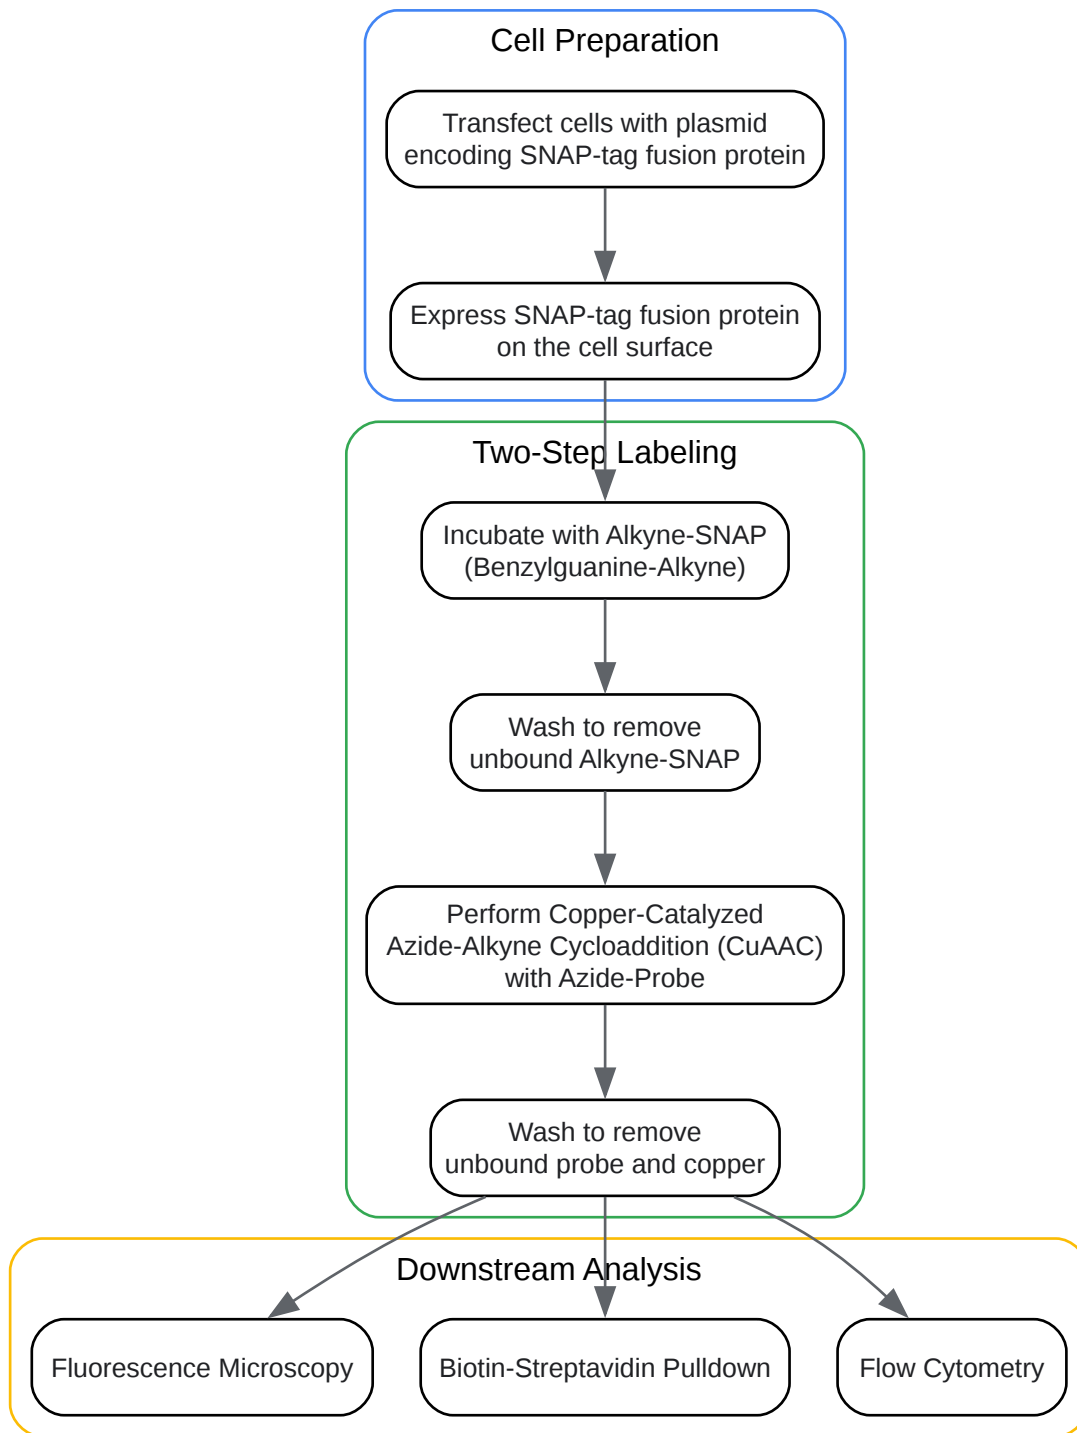 Cell Preparation
Transfect cells with plasmid
encoding SNAP-tag fusion protein
Express SNAP-tag fusion protein
on the cell surface
Two-Step Labeling
Incubate with Alkyne-SNAP
(Benzylguanine-Alkyne)
Wash to remove
unbound Alkyne-SNAP
Perform Copper-Catalyzed
Azide-Alkyne Cycloaddition (CuAAC)
with Azide-Probe
Wash to remove
unbound probe and copper
Downstream Analysis
Fluorescence Microscopy
Biotin-Streptavidin Pulldown
Flow Cytometry